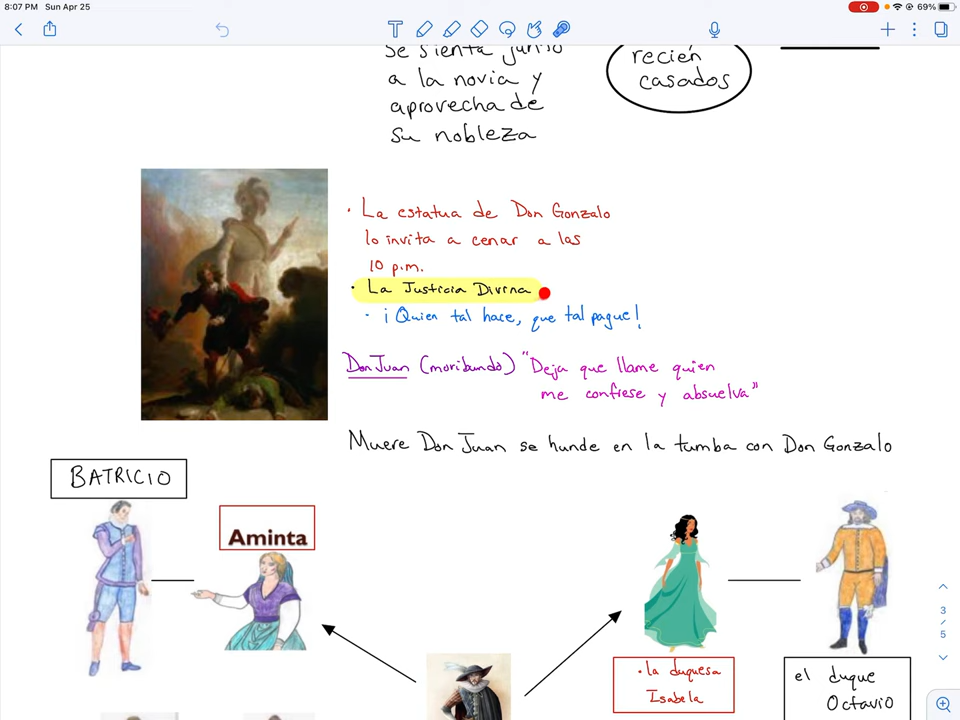 8:07 PM Sun Apr 25
69%
Se sienta junto
a la novia y
aprovecha de
su nobleza
recién
casados
· La estatua de Don Gonzalo
lo invita a cenar a las
10 p.m.
· La Justicia Divina
· ¡Quien tal hace, que tal pague!
Don Juan (moribundo) "Deja que llame quien
me confiese y absuelva"
Muere Don Juan se hunde en la tumba con Don Gonzalo
BATRICIO
Aminta
· la duquesa
Isabela
el duque
Octavio
3
/
5